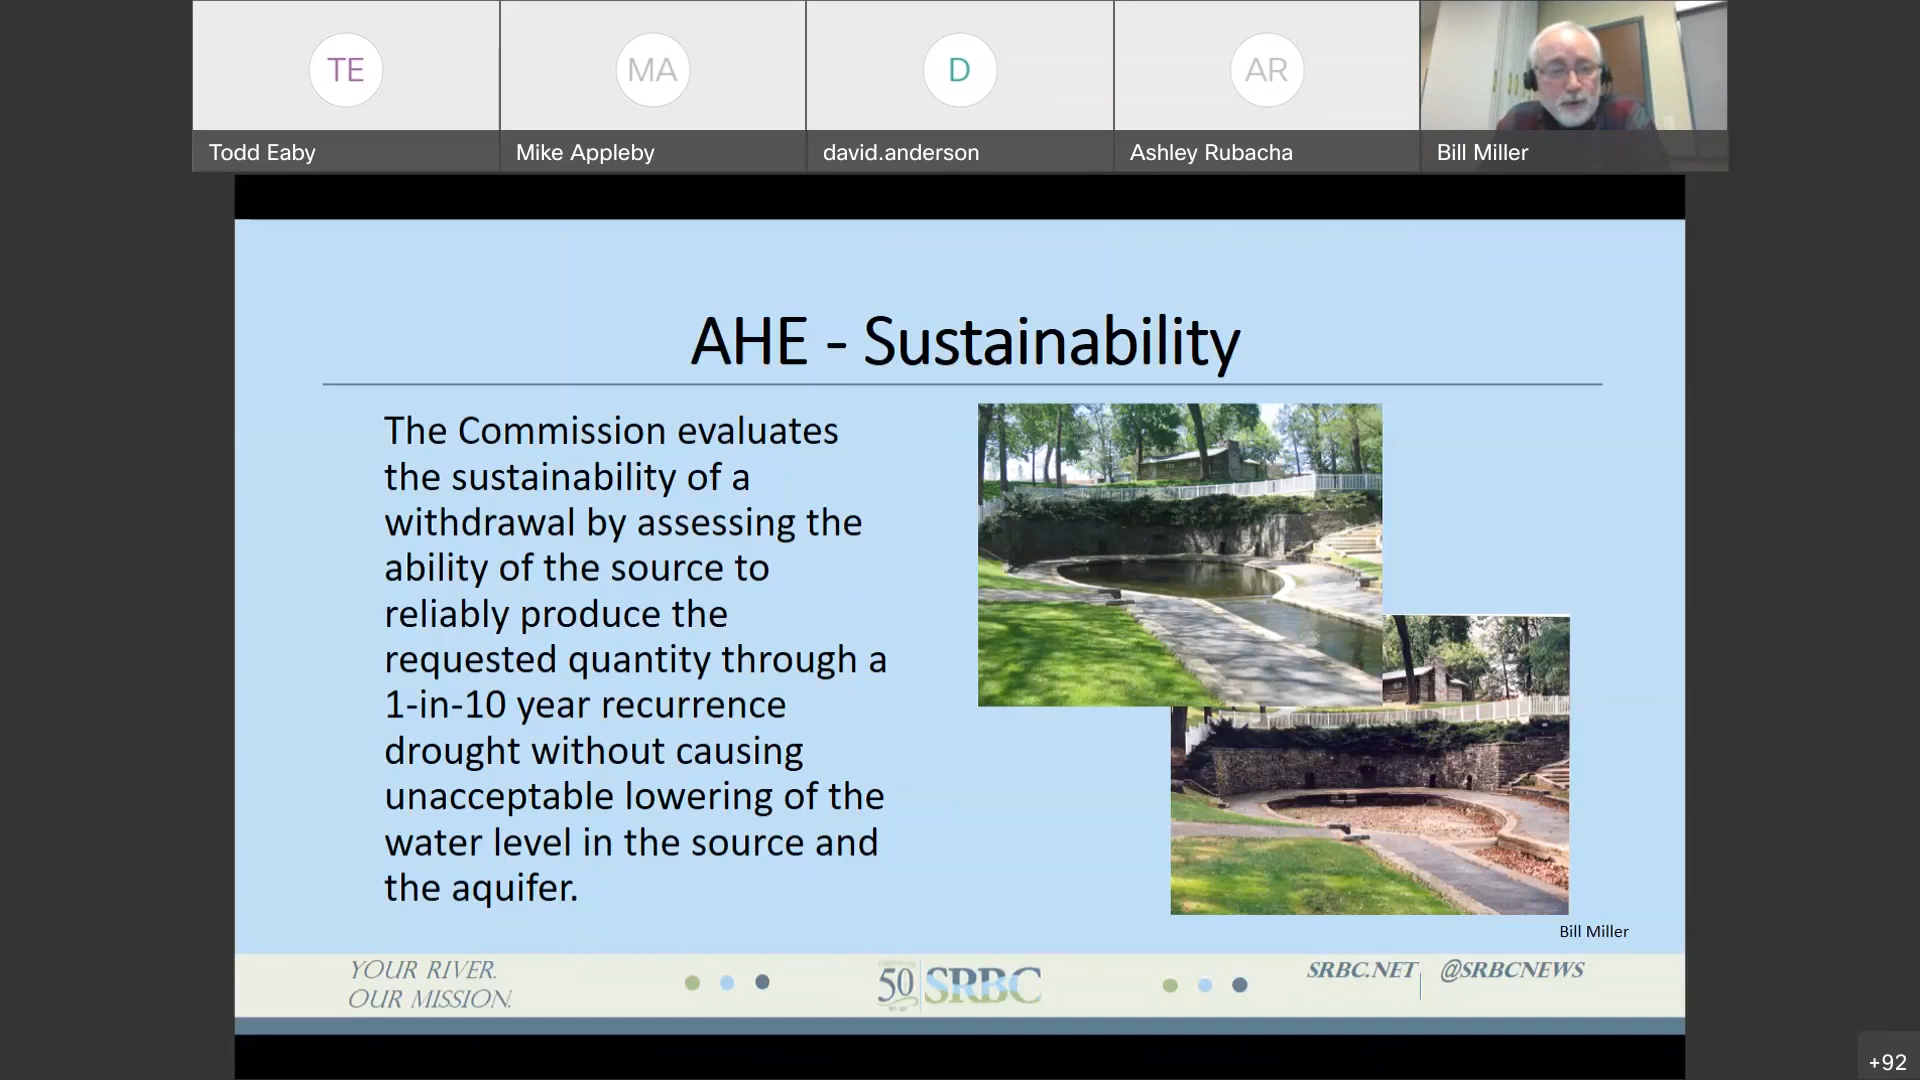 TE
MA
D
AR
Todd Eaby
Mike Appleby
david.anderson
Ashley Rubacha
Bill Miller
AHE - Sustainability
The Commission evaluates
the sustainability of a
withdrawal by assessing the
ability of the source to
reliably produce the
requested quantity through a
1-in-10 year recurrence
drought without causing
unacceptable lowering of the
water level in the source and
the aquifer.
Bill Miller
YOUR RIVER.
OUR MISSION.
50 SRBC
SRBC.NET
@SRBCNEWS
+92